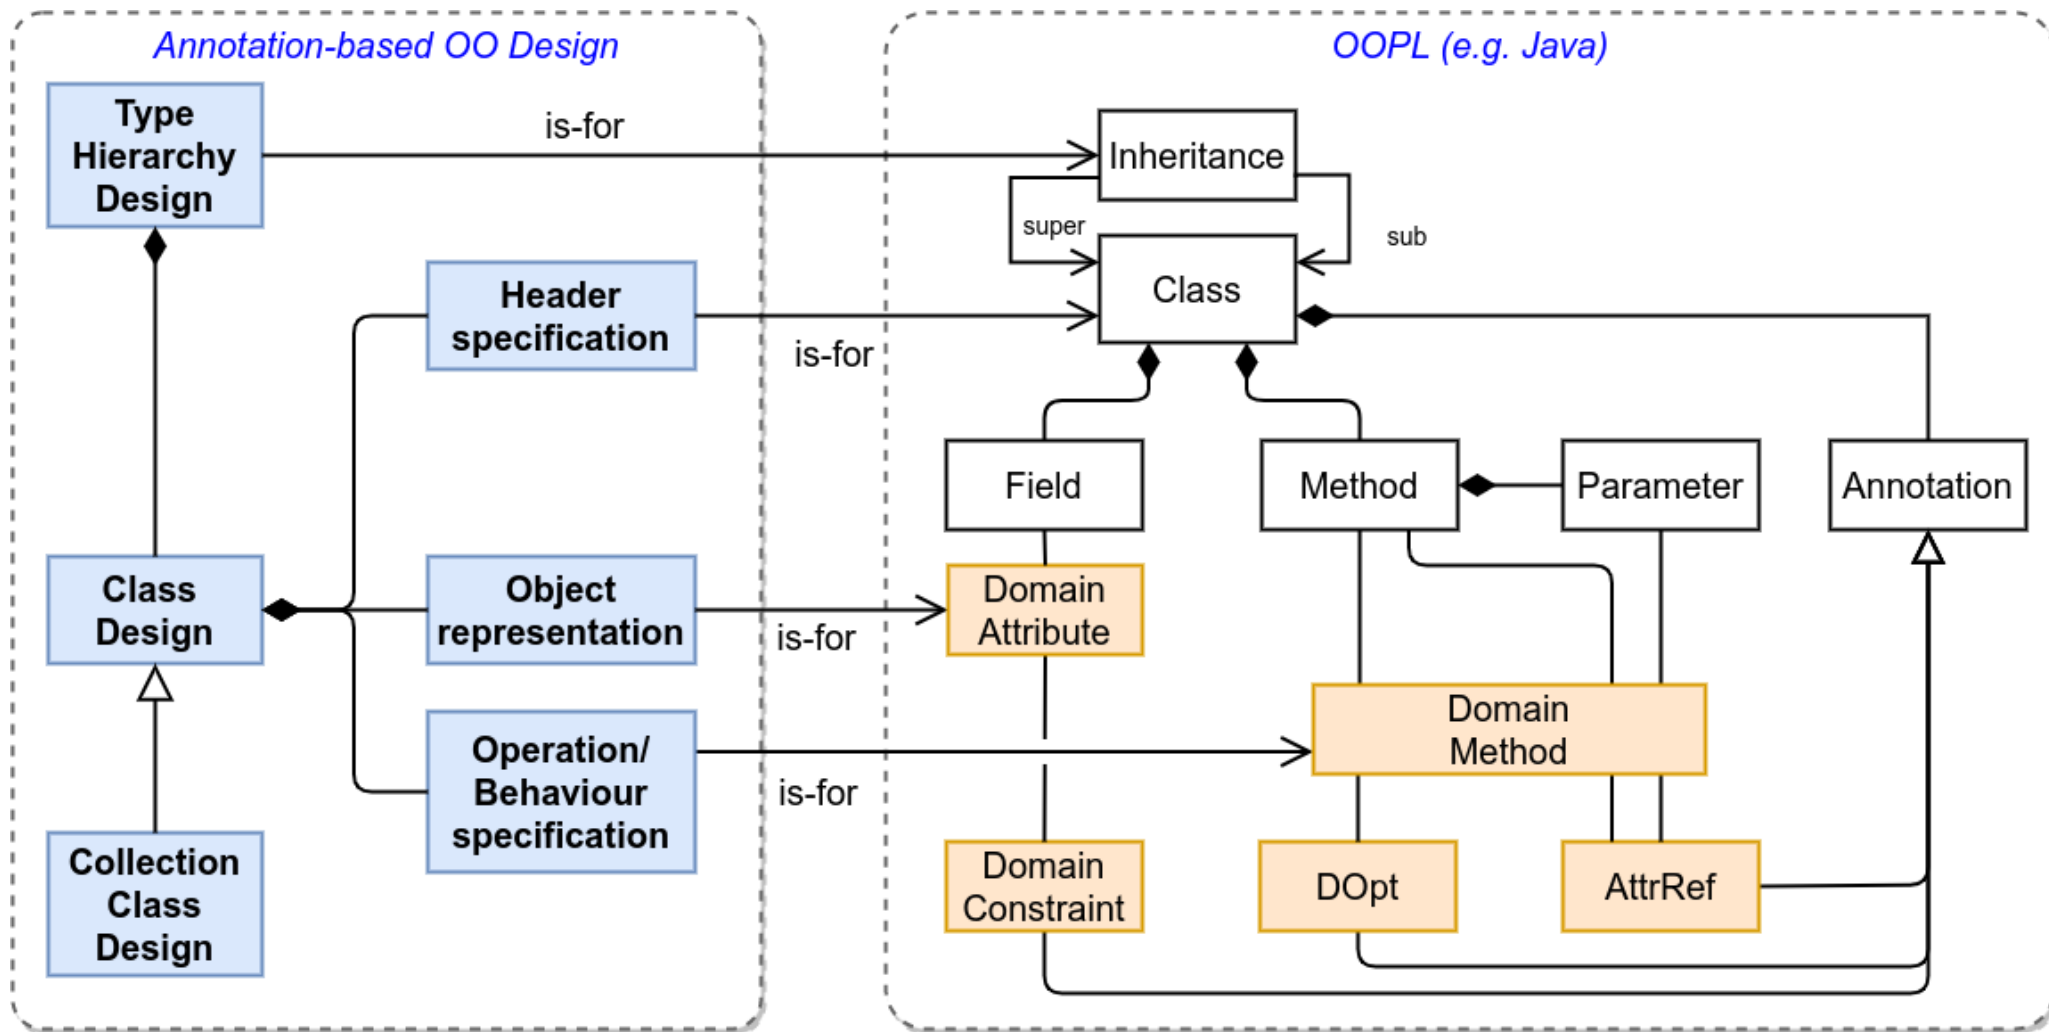 Annotation-based OO Design
OOPL (e.g. Java)
Type
Hierarchy
Design
is-for
Inheritance
super
sub
Class
Header
specification
is-for
Field
Method
Parameter
Annotation
Class
Design
Object
representation
is-for
Domain
Attribute
Domain
Method
Operation/
Behaviour
specification
is-for
Collection
Class
Design
Domain
Constraint
DOpt
AttrRef